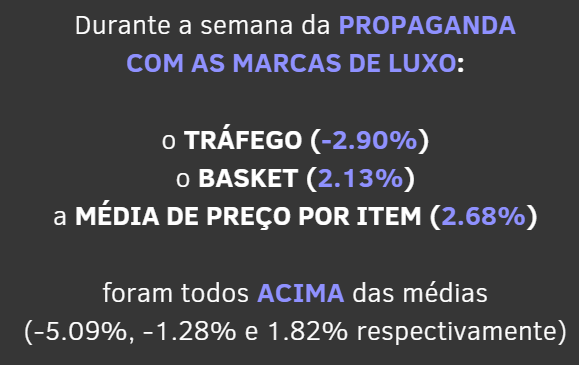 Durante a semana da PROPAGANDA
COM AS MARCAS DE LUXO:
o TRÁFEGO (-2.90%)
o BASKET (2.13%)
a MÉDIA DE PREÇO POR ITEM (2.68%)
foram todos ACIMA das médias
(-5.09%, -1.28% e 1.82% respectivamente)